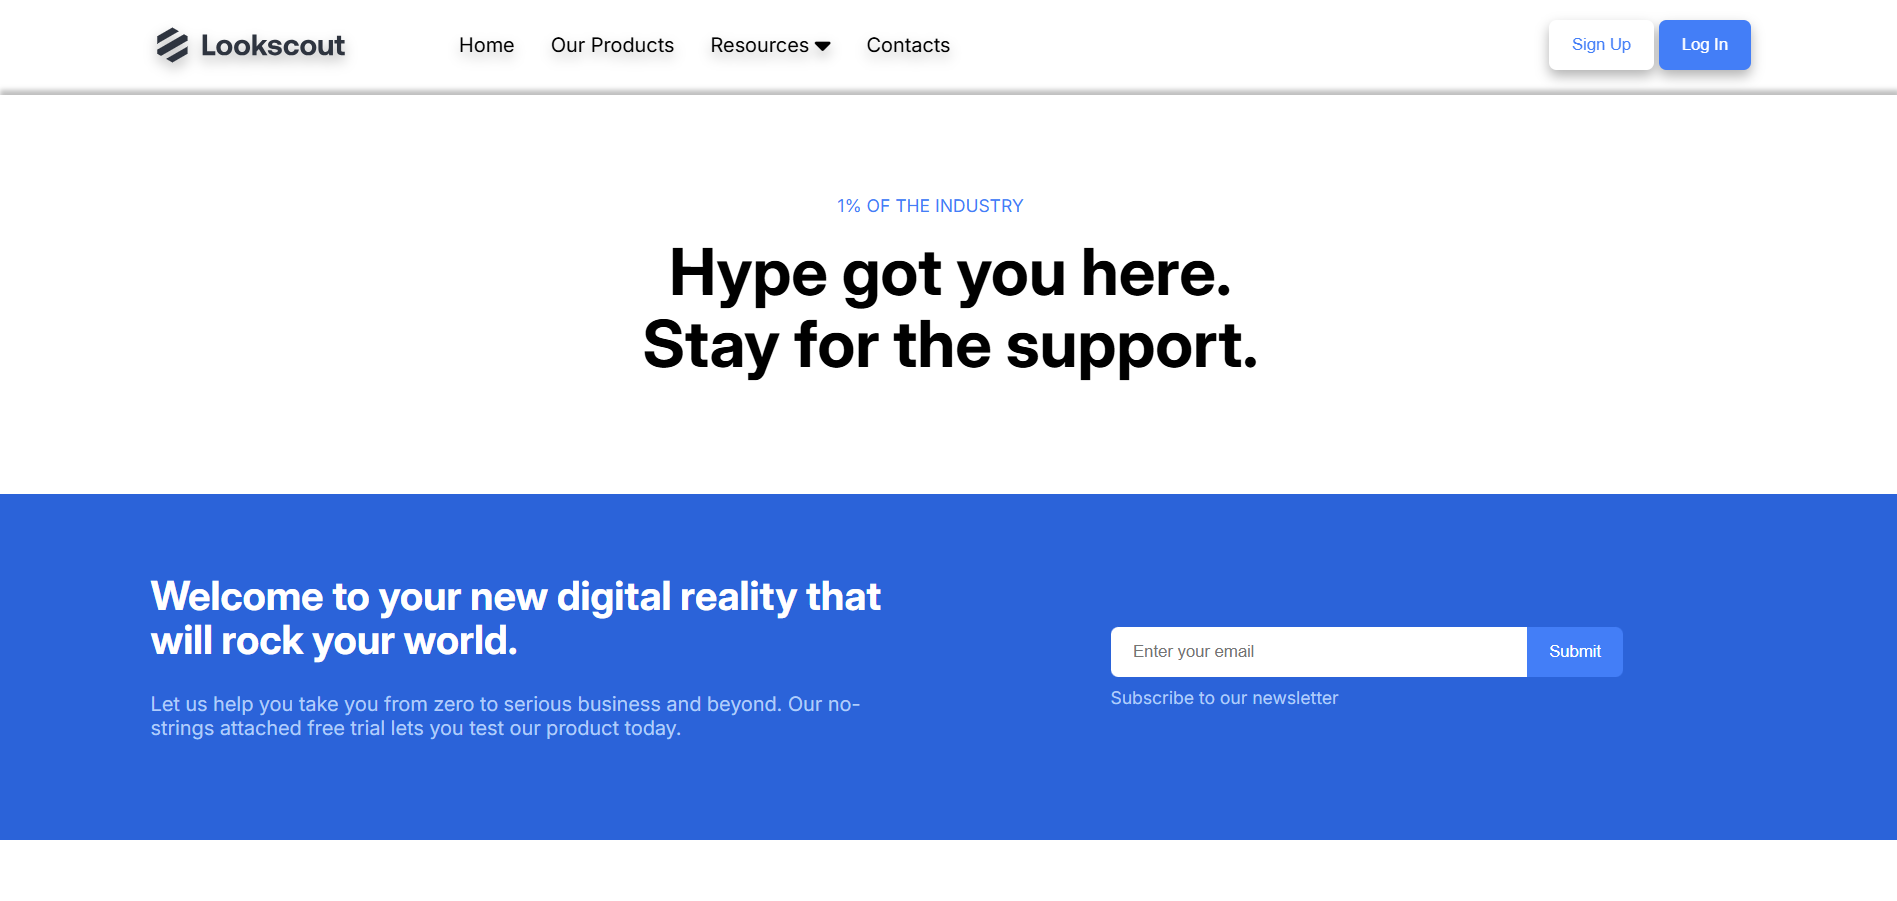 Lookscout
Home
Our Products
Resources
Contacts
Sign Up
Log In
1% OF THE INDUSTRY
Hype got you here.
Stay for the support.
Welcome to your new digital reality that
will rock your world.
Let us help you take you from zero to serious business and beyond. Our no-
strings attached free trial lets you test our product today.
Enter your email
Submit
Subscribe to our newsletter